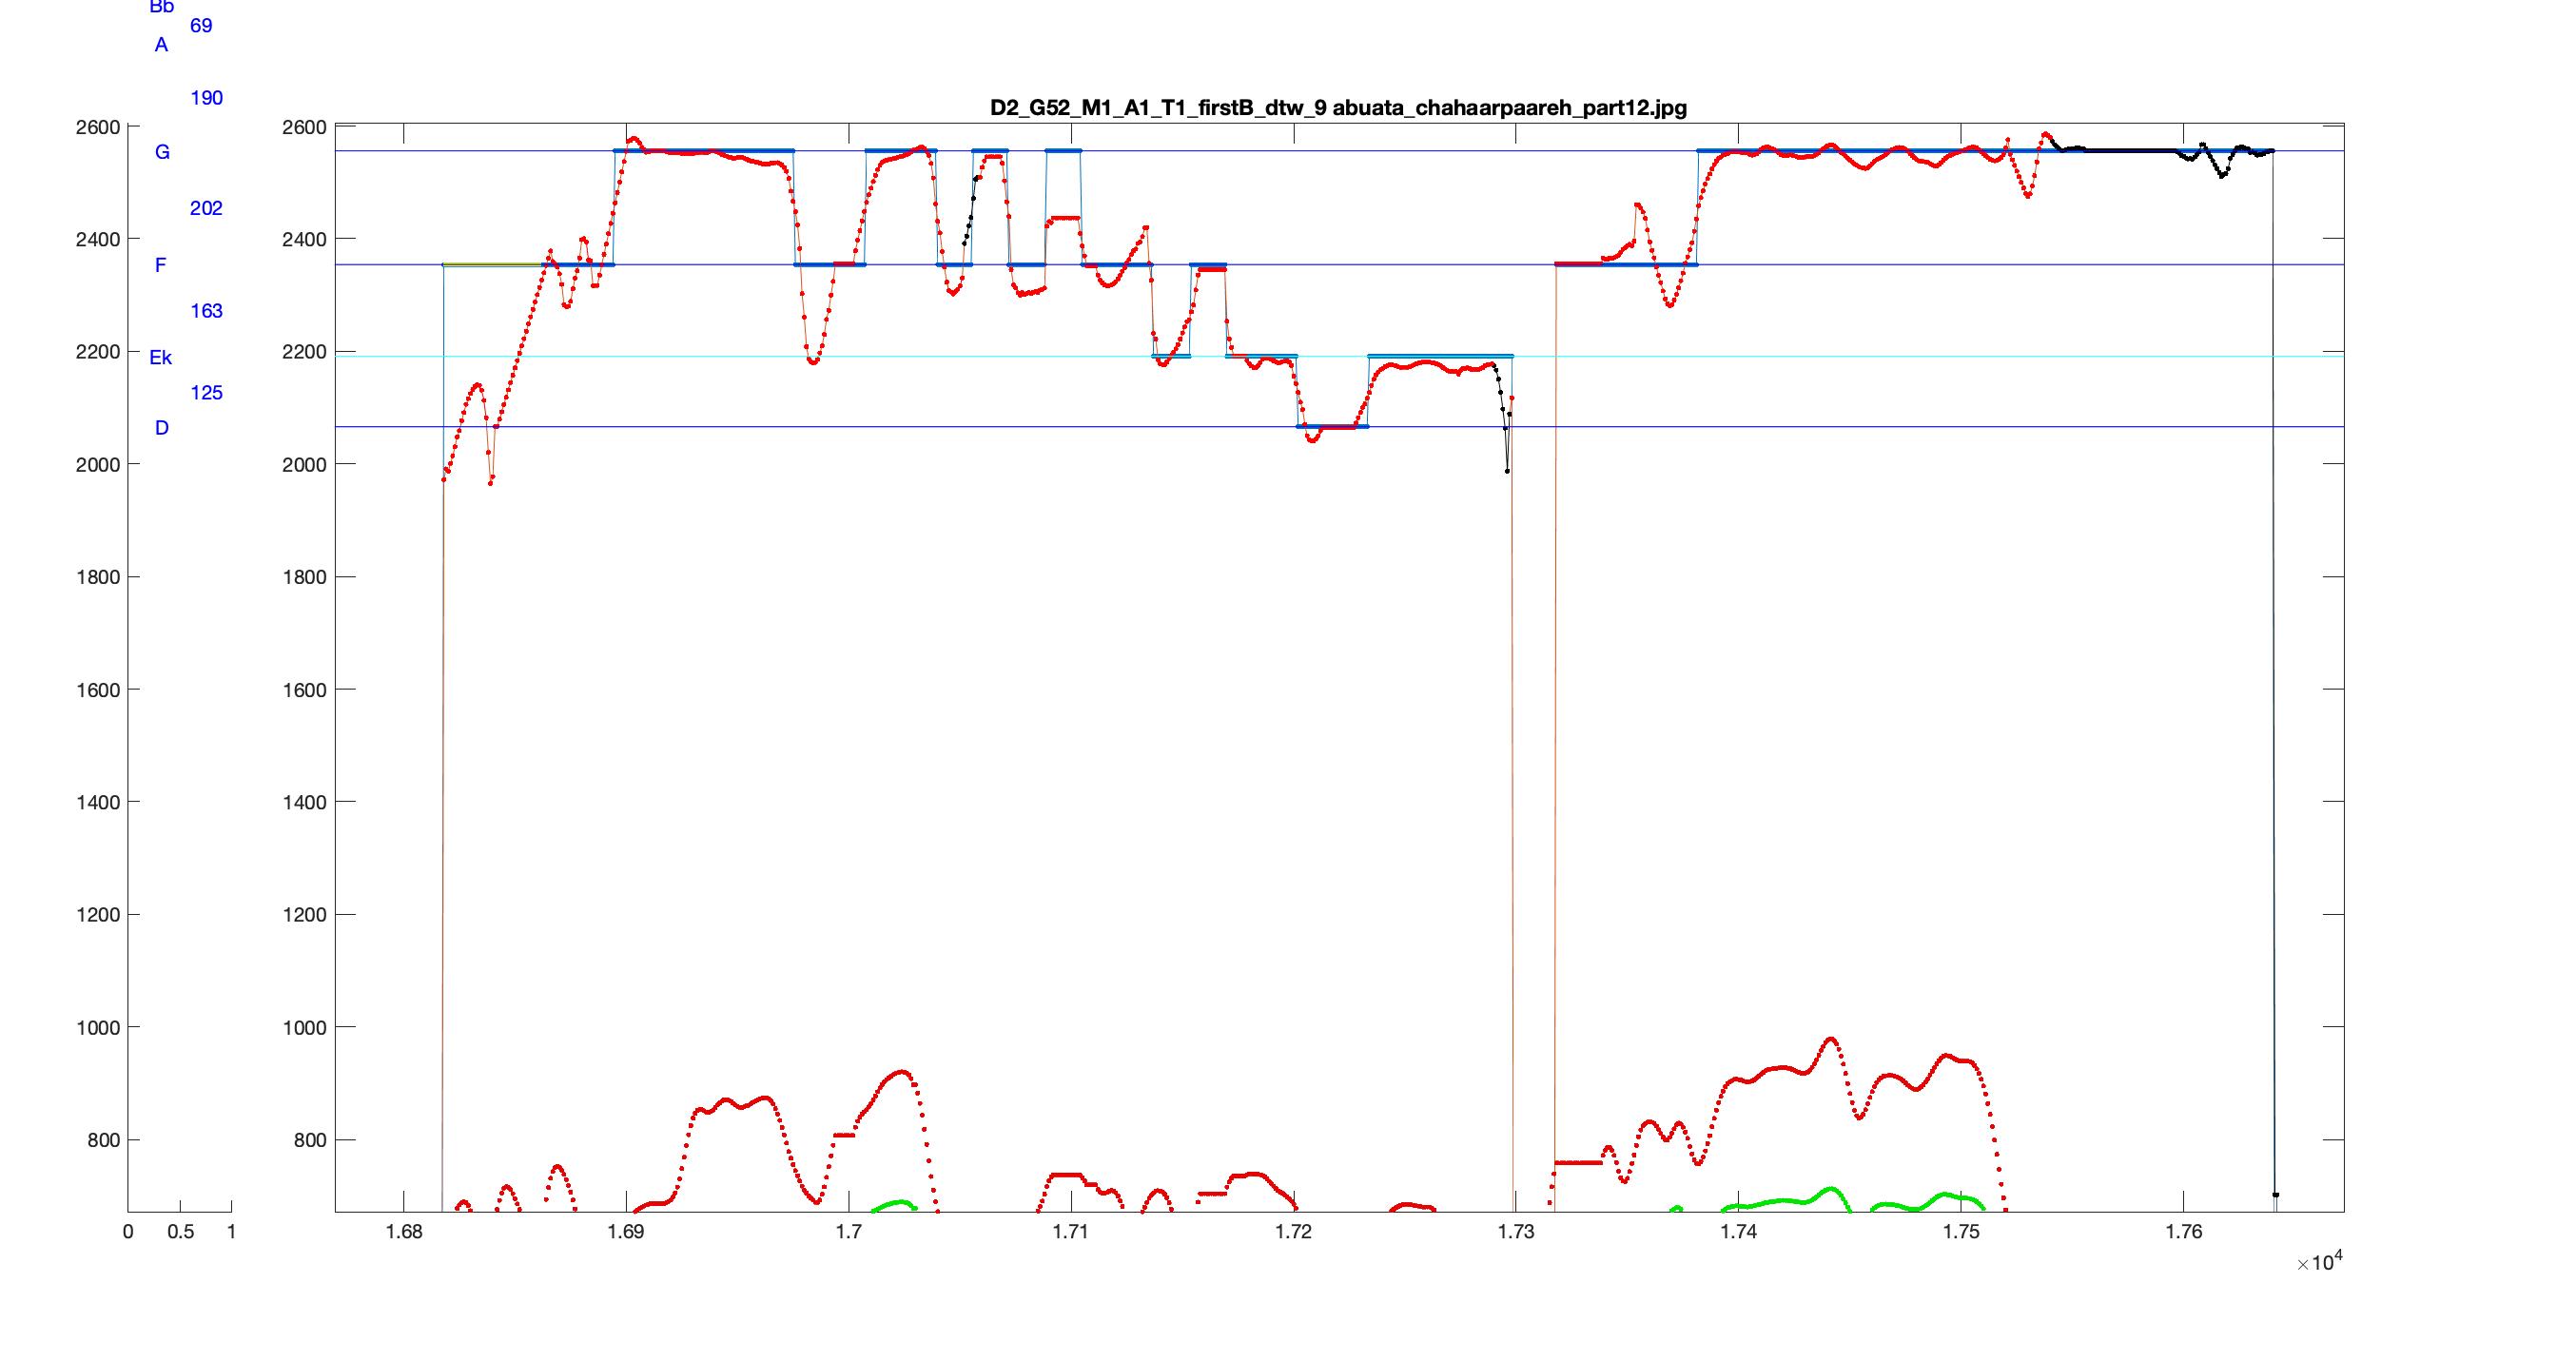 Bb
69
A
190
D2_G52_M1_A1_T1_firstB_dtw_9 abuata_chahaarpaareh_part12.jpg
2600 2600
G
202
2400 2400
F
163
2200 2200
Ek
125
D
2000 2000
1800 1800
1600 1600
1400 1400
1200 1200
1000 1000
800 800
0 0.5 1 1.68 1.69 1.7 1.71 1.72 1.73 1.74 1.75 1.76
×10^4